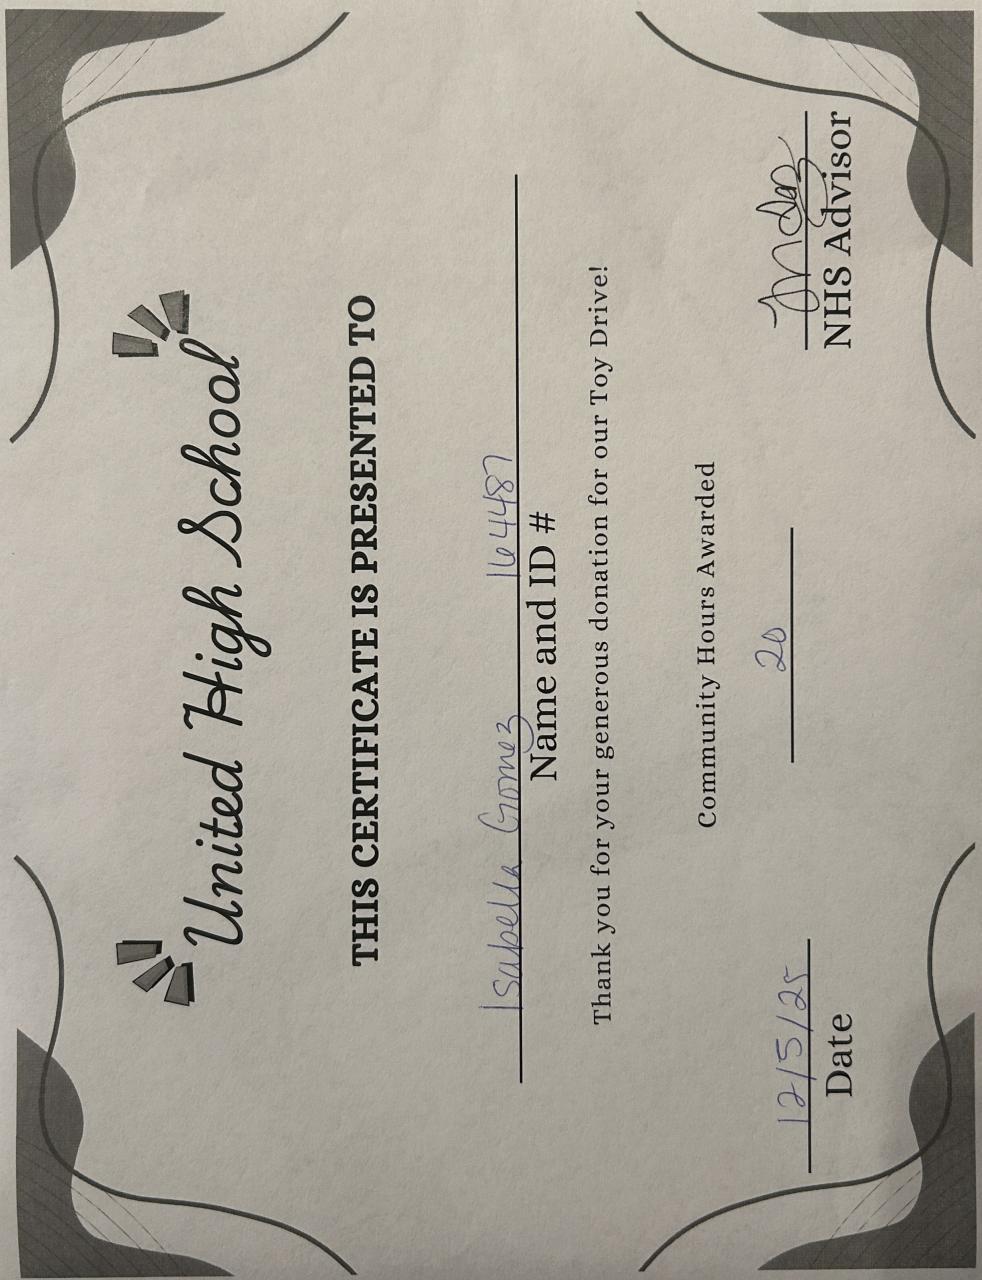 United High School
THIS CERTIFICATE IS PRESENTED TO
Isabella Gomez 164487
Name and ID #
Thank you for your generous donation for our Toy Drive!
Community Hours Awarded
12/5/25 20
Date NHS Advisor